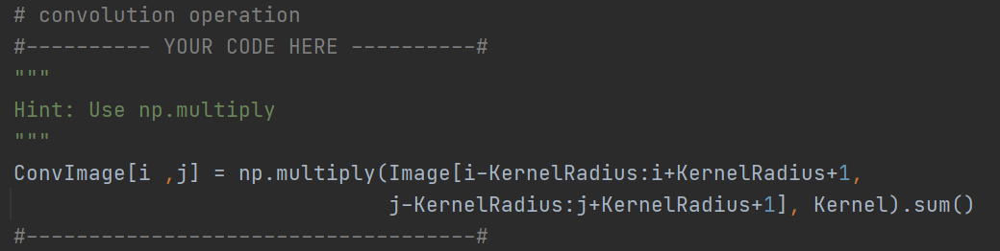 # convolution operation
#---------- YOUR CODE HERE ----------#
"""
Hint: Use np.multiply
"""
ConvImage[i ,j] = np.multiply(Image[i-KernelRadius:i+KernelRadius+1,
j-KernelRadius:j+KernelRadius+1], Kernel).sum()
#------------------------------------#